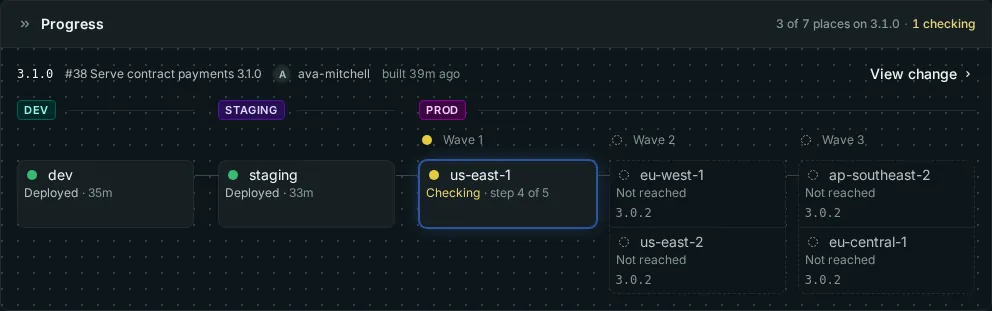 Progress
3 of 7 places on 3.1.0 · 1 checking
3.1.0 #38 Serve contract payments 3.1.0 A ava-mitchell built 39m ago
View change
DEV
STAGING
PROD
Wave 1
Wave 2
Wave 3
dev
Deployed · 35m
staging
Deployed · 33m
us-east-1
Checking · step 4 of 5
eu-west-1
Not reached
3.0.2
us-east-2
Not reached
3.0.2
ap-southeast-2
Not reached
3.0.2
eu-central-1
Not reached
3.0.2